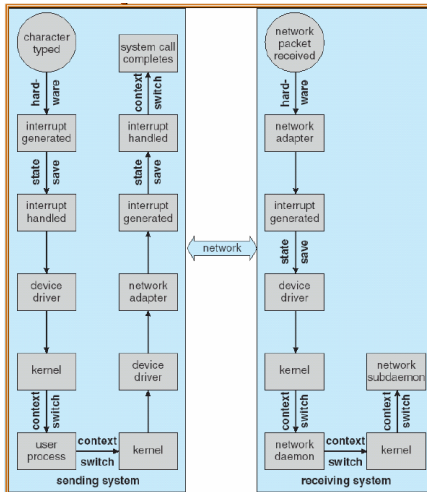 character
typed
hard-
ware
interrupt
generated
state
save
interrupt
handled
device
driver
kernel
context
switch
user
process
context
switch
kernel
device
driver
network
adapter
interrupt
generated
state
save
interrupt
handled
context
switch
system call
completes
sending system
network
network
packet
received
hard-
ware
network
adapter
interrupt
generated
state
save
device
driver
kernel
context
switch
network
daemon
context
switch
kernel
context
switch
network
subdaemon
receiving system